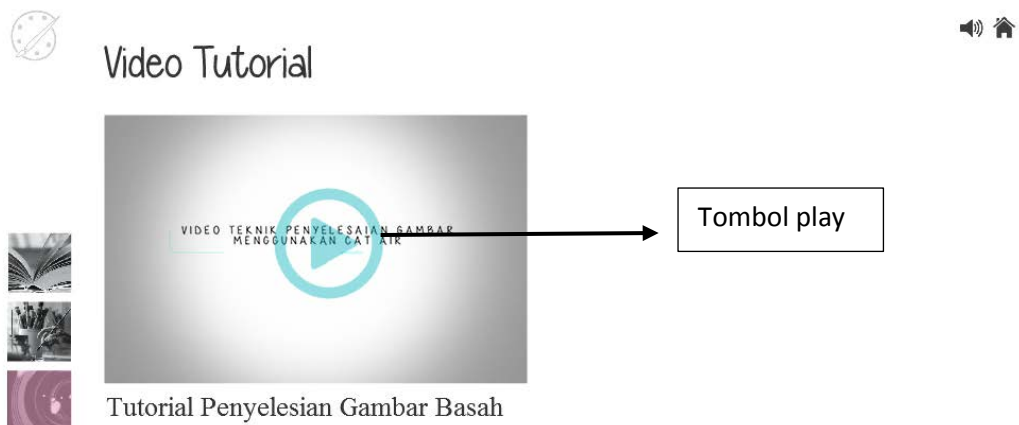 Video Tutorial
VIDEO TEKNIK PENYELESAIAN GAMBAR
MENGGUNAKAN CAT AIR
Tombol play
Tutorial Penyelesian Gambar Basah